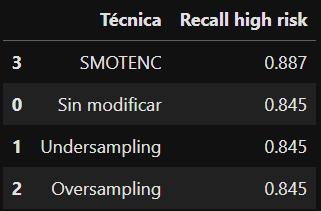 Técnica Recall high risk
3 SMOTENC 0.887
0 Sin modificar 0.845
1 Undersampling 0.845
2 Oversampling 0.845